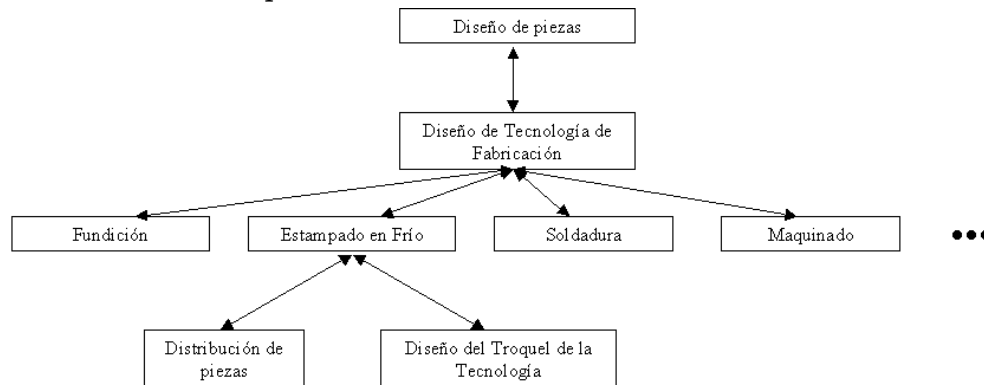 Diseño de piezas
Diseño de Tecnología de
Fabricación
Fundición
Estampado en Frío
Soldadura
Maquinado
•••
Distribución de
piezas
Diseño del Troquel de la
Tecnología